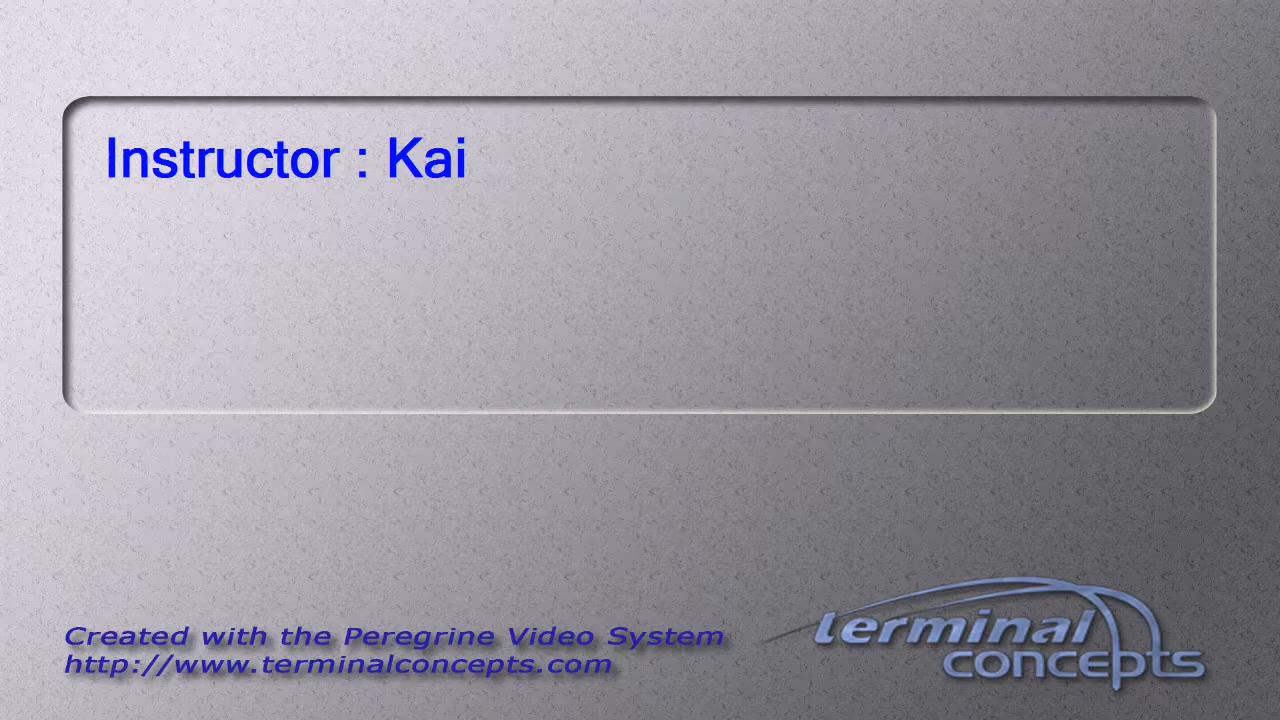 Instructor : Kai
Created with the Peregrine Video System
http://www.terminalconcepts.com
terminal
concepts